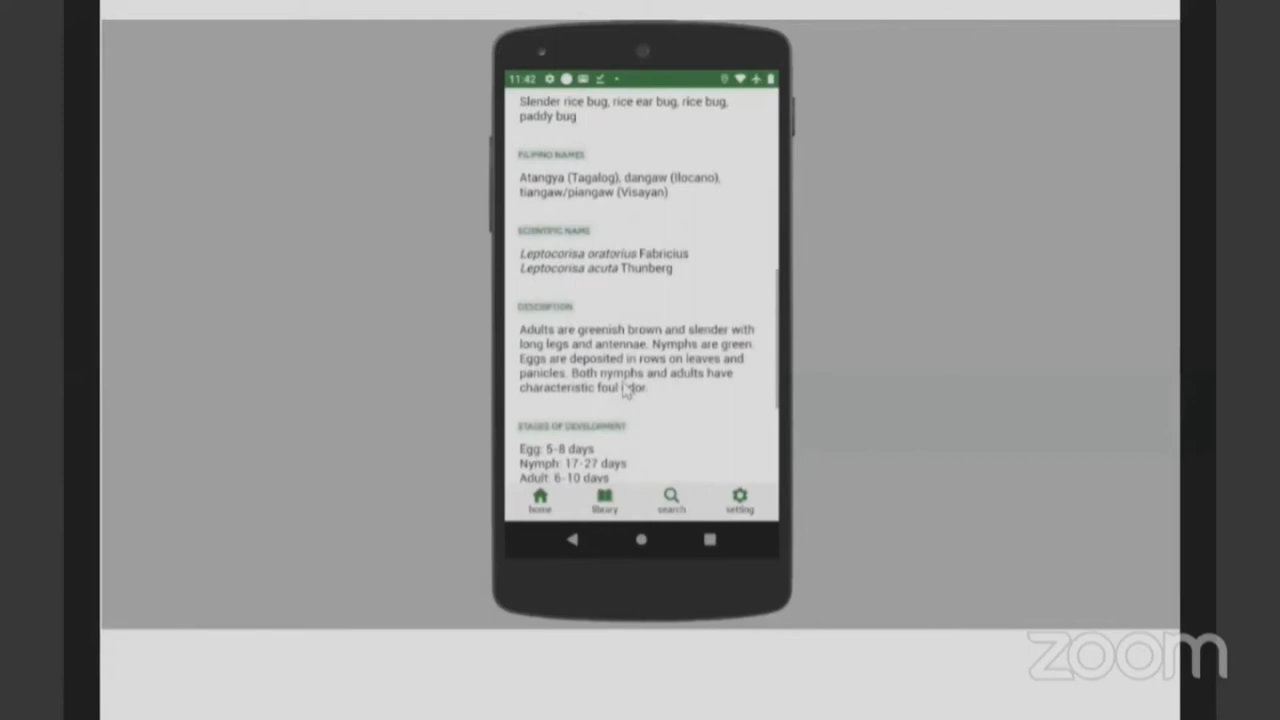 11:42
Slender rice bug, rice ear bug, rice bug,
paddy bug
FILIPINO NAMES
Atangya (Tagalog), dangaw (Ilocano),
tiangaw/piangaw (Visayan)
SCIENTIFIC NAME
Leptocorisa oratorius Fabricius
Leptocorisa acuta Thunberg
DESCRIPTION
Adults are greenish brown and slender with
long legs and antennae. Nymphs are green.
Eggs are deposited in rows on leaves and
panicles. Both nymphs and adults have
characteristic foul odor.
STAGES OF DEVELOPMENT
Egg: 5-8 days
Nymph: 17-27 days
Adult: 6-10 days
home library search setting
zoom